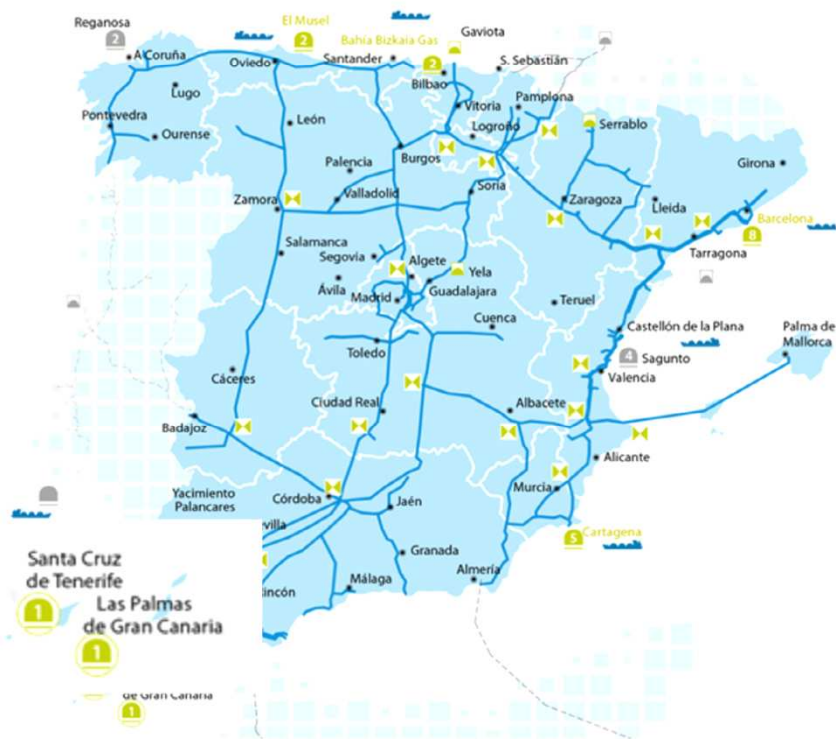 Reganosa
2
A Coruña
El Musel
2
Oviedo
Bahía Bizkaia Gas
2
Gaviota
Santander
Bilbao
S. Sebastián
Lugo
Pontevedra
Ourense
León
Vitoria
Pamplona
Logroño
Serrablo
Girona
Palencia
Burgos
Zamora
Valladolid
Soria
Zaragoza
Lleida
Barcelona
8
Tarragona
Salamanca
Segovia
Algete
Yela
Ávila
Madrid
Guadalajara
Teruel
Cuenca
Castellón de la Plana
Palma de
Mallorca
Toledo
4
Sagunto
Valencia
Cáceres
Ciudad Real
Albacete
Badajoz
Alicante
Yacimiento
Palancares
Córdoba
Jaén
Murcia
evilla
5
Cartagena
Granada
Almería
Málaga
incón
Santa Cruz
de Tenerife
1
Las Palmas
de Gran Canaria
1
de Gran Canaria
1